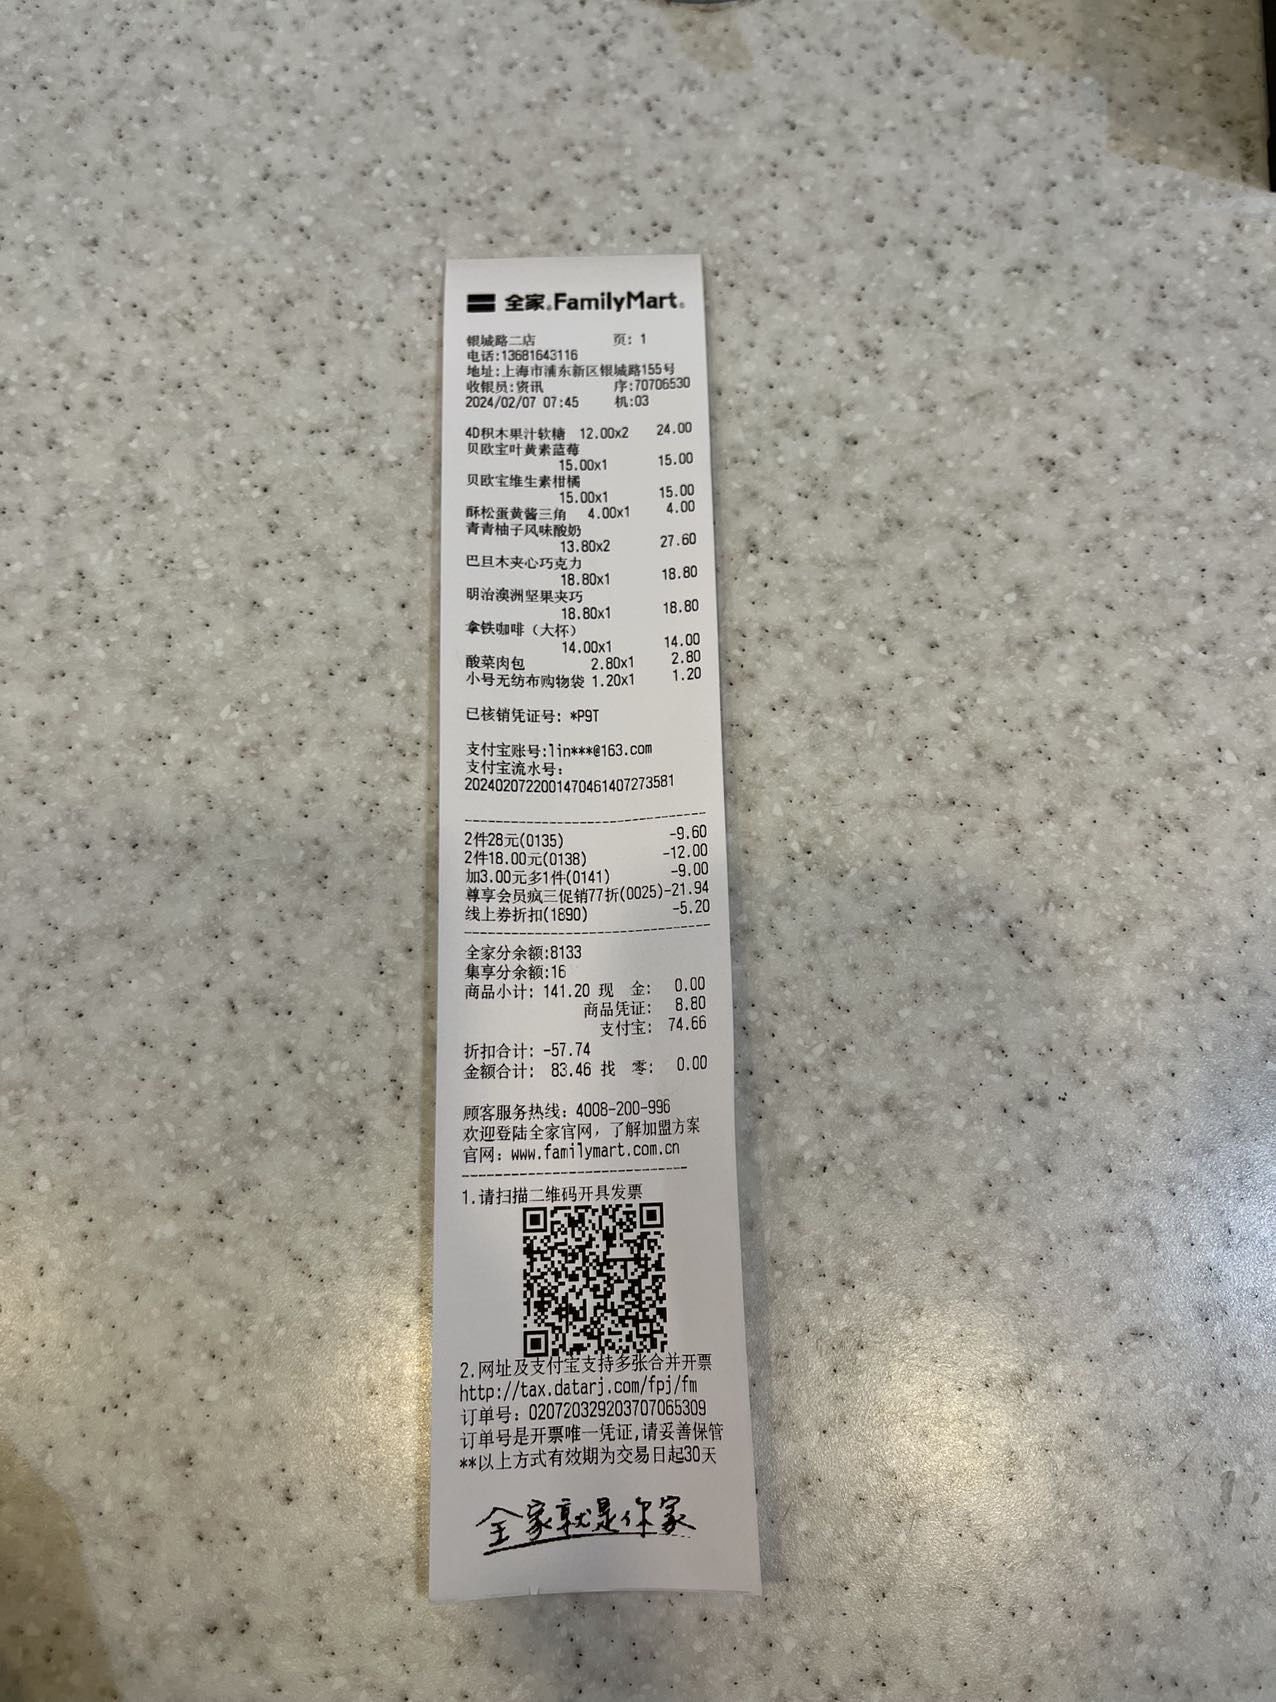 全家 FamilyMart
银城路二店 页: 1
电话:13681643116
地址:上海市浦东新区银城路155号
收银员:资讯 序:70706530
2024/02/07 07:45 机:03
4D积木果汁软糖 12.00x2 24.00
贝欧宝叶黄素蓝莓
15.00x1 15.00
贝欧宝维生素柑橘
15.00x1 15.00
酥松蛋黄酱三角 4.00x1 4.00
青青柚子风味酸奶
13.80x2 27.60
巴旦木夹心巧克力
18.80x1 18.80
明治澳洲坚果夹巧
18.80x1 18.80
拿铁咖啡（大杯）
14.00x1 14.00
酸菜肉包 2.80x1 2.80
小号无纺布购物袋 1.20x1 1.20
已核销凭证号: *P9T
支付宝账号:lin***@163.com
支付宝流水号:
2024020722001470461407273581
2件28元(0135) -9.60
2件18.00元(0138) -12.00
加3.00元多1件(0141) -9.00
尊享会员疯三促销77折(0025)-21.94
线上券折扣(1890) -5.20
全家分余额:8133
集享分余额:16
商品小计: 141.20 现 金: 0.00
商品凭证: 8.80
支付宝: 74.66
折扣合计: -57.74
金额合计: 83.46 找 零: 0.00
顾客服务热线: 4008-200-996
欢迎登陆全家官网，了解加盟方案
官网: www.familymart.com.cn
1.请扫描二维码开具发票
2.网址及支付宝支持多张合并开票
http://tax.datarj.com/fpj/fm
订单号: 020720329203707065309
订单号是开票唯一凭证,请妥善保管
**以上方式有效期为交易日起30天
全家就是你家